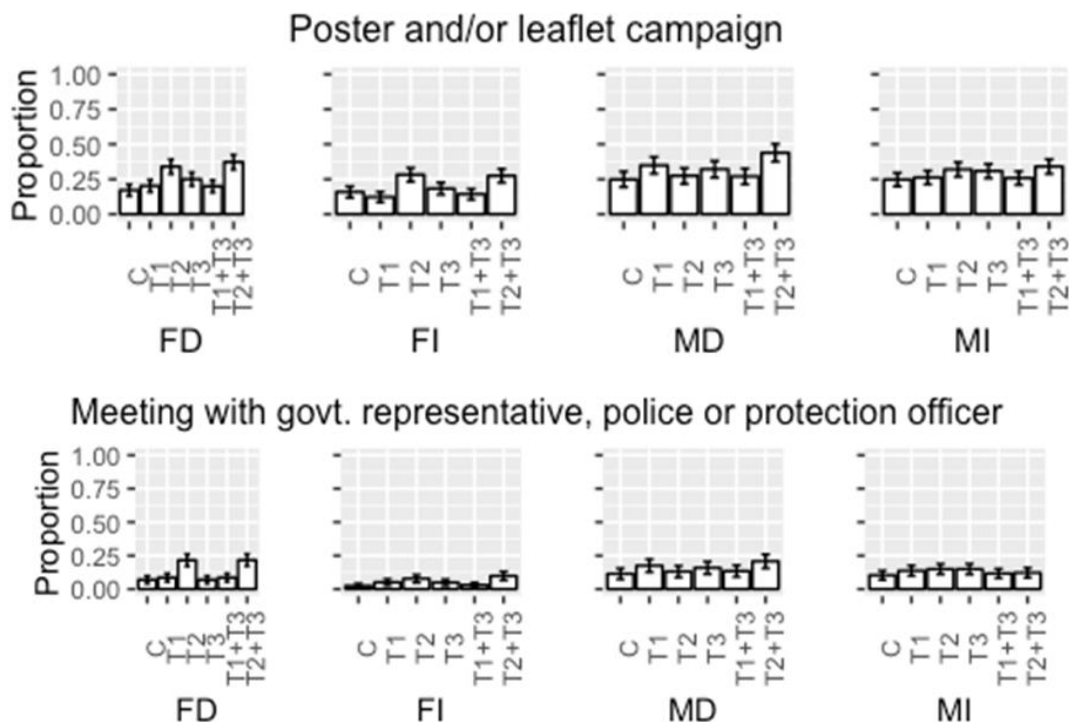 Poster and/or leaflet campaign
Proportion
1.00
0.75
0.50
0.25
0.00
C T1 T2 T3 T1+T3 T2+T3
C T1 T2 T3 T1+T3 T2+T3
C T1 T2 T3 T1+T3 T2+T3
C T1 T2 T3 T1+T3 T2+T3
FD FI MD MI
Meeting with govt. representative, police or protection officer
Proportion
1.00
0.75
0.50
0.25
0.00
C T1 T2 T3 T1+T3 T2+T3
C T1 T2 T3 T1+T3 T2+T3
C T1 T2 T3 T1+T3 T2+T3
C T1 T2 T3 T1+T3 T2+T3
FD FI MD MI